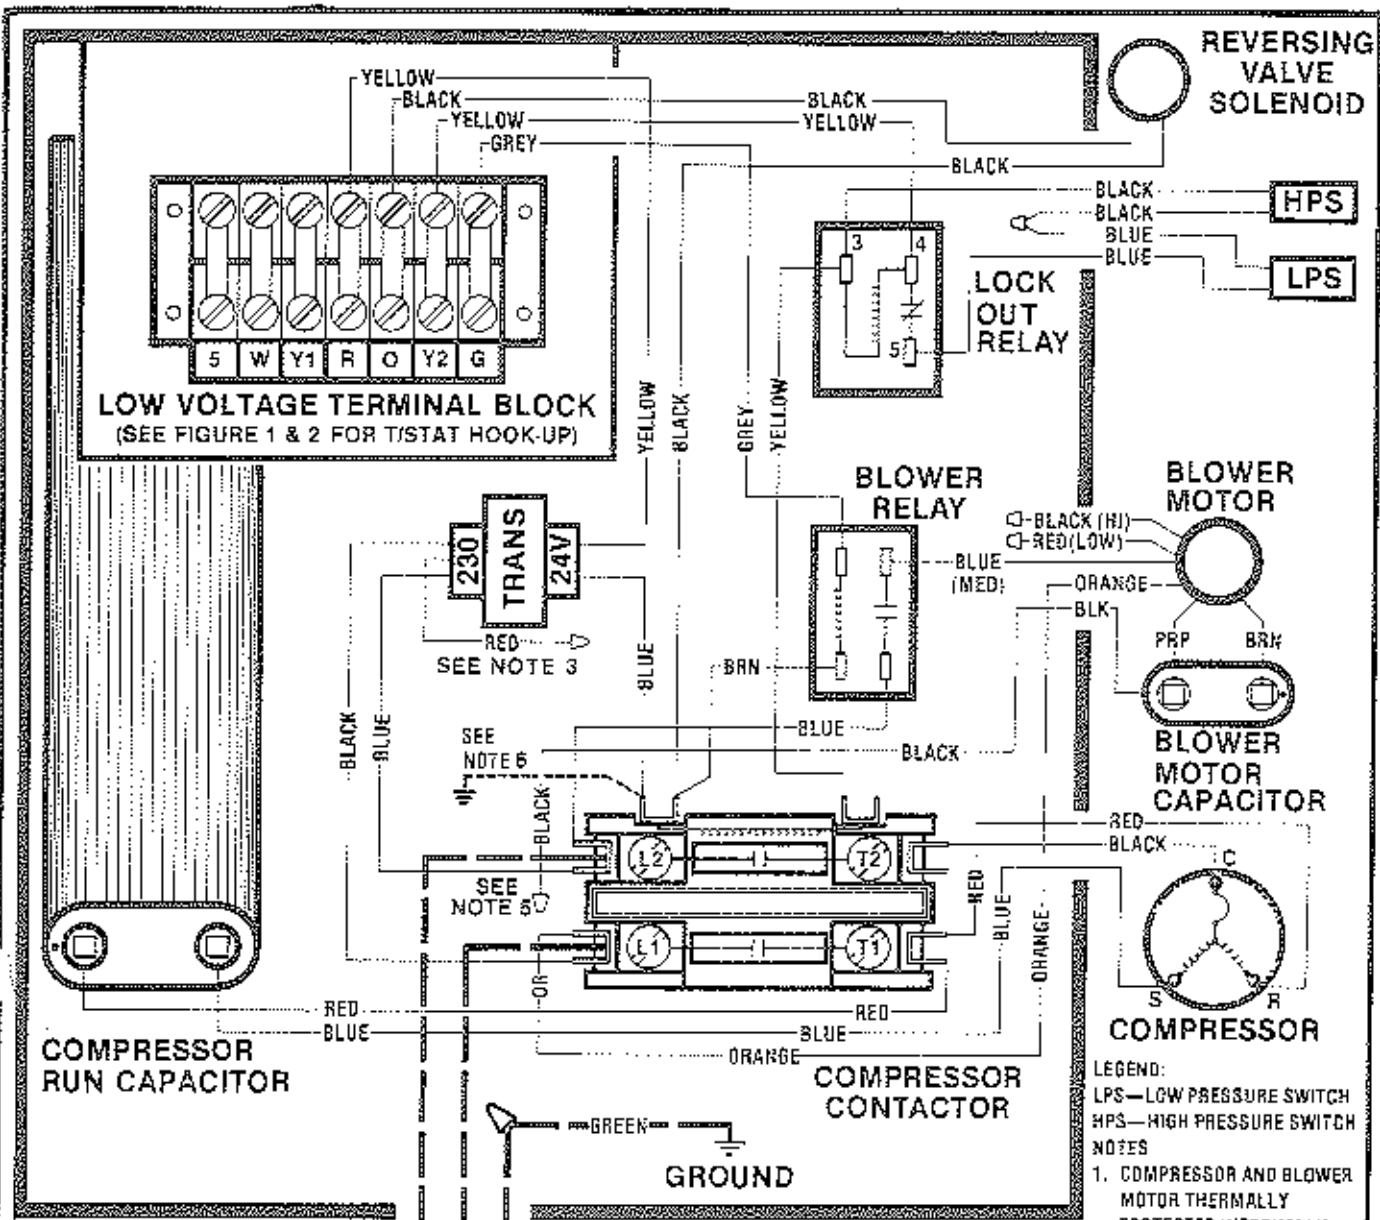 REVERSING
VALVE
SOLENOID
YELLOW
BLACK
BLACK
YELLOW
YELLOW
GREY
BLACK
BLACK
HPS
BLACK
BLUE
BLUE
LPS
3
4
5
LOCK
OUT
RELAY
5 W Y1 R O Y2 G
LOW VOLTAGE TERMINAL BLOCK
(SEE FIGURE 1 & 2 FOR T/STAT HOOK-UP)
YELLOW
BLACK
GREY
YELLOW
BLOWER
RELAY
BLOWER
MOTOR
BLACK (HI)
RED (LOW)
BLUE
(MED)
ORANGE
BLK
PRP
BRN
230
TRANS
24V
RED
SEE NOTE 3
BLUE
BRN
BLACK
BLUE
SEE
NOTE 6
BLUE
BLACK
BLOWER
MOTOR
CAPACITOR
BLACK
RED
BLACK
L2
T2
C
SEE
NOTE 5
RED
BLUE
ORANGE
L1
T1
OR
S
R
RED
RED
BLUE
BLUE
ORANGE
COMPRESSOR
COMPRESSOR
RUN CAPACITOR
COMPRESSOR
CONTACTOR
GREEN
GROUND
LEGEND:
LPS—LOW PRESSURE SWITCH
HPS—HIGH PRESSURE SWITCH
NOTES
1. COMPRESSOR AND BLOWER
MOTOR THERMALLY